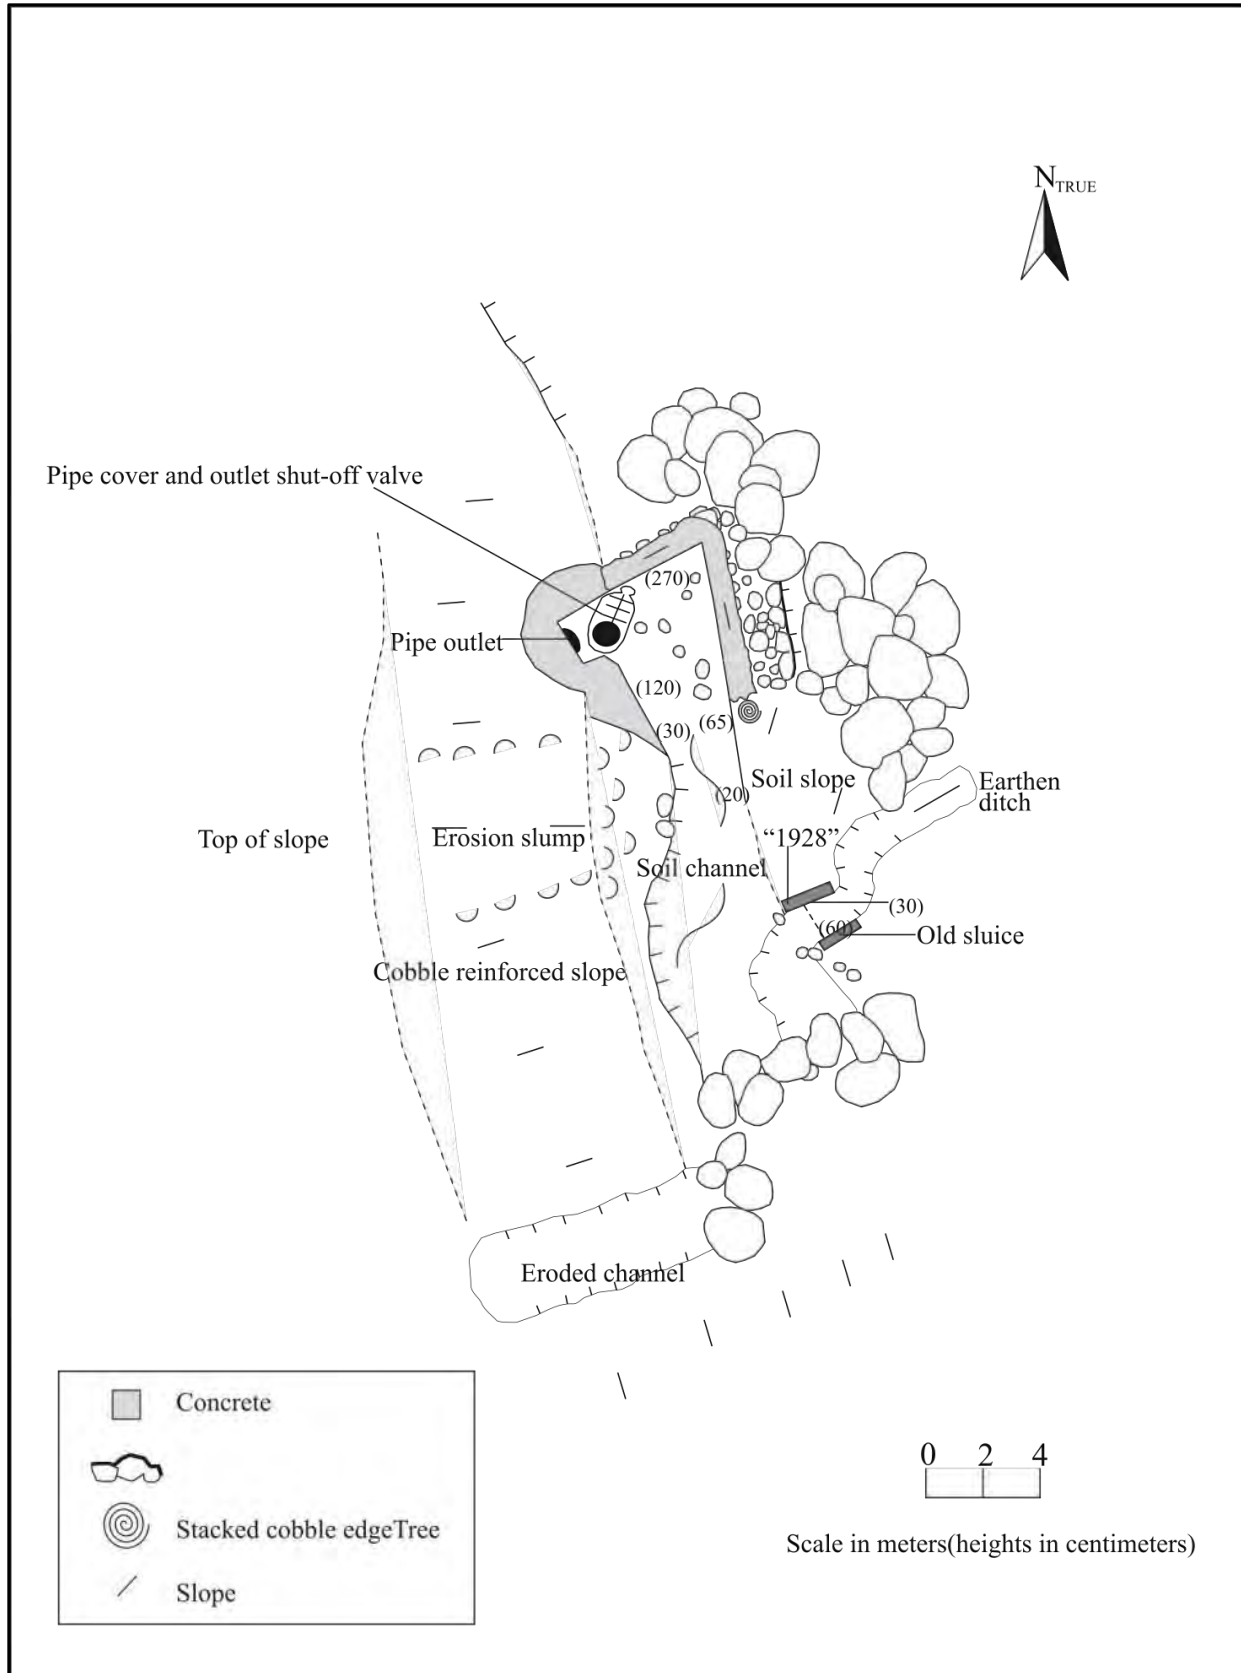 N TRUE
Pipe cover and outlet shut-off valve
(270)
Pipe outlet
(120)
(30)
(65)
Soil slope
(20)
Earthen
ditch
Top of slope
Erosion slump
“1928”
Soil channel
(30)
(60)
Old sluice
Cobble reinforced slope
Eroded channel
Concrete
Stacked cobble edgeTree
Slope
0 2 4
Scale in meters(heights in centimeters)